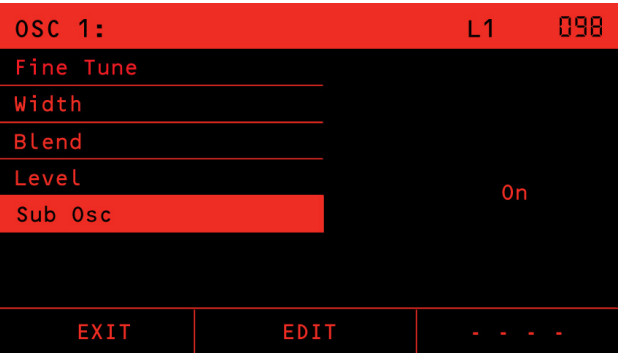 OSC 1: L1 098
Fine Tune
Width
Blend
Level
On
Sub Osc
EXIT EDIT - - - -